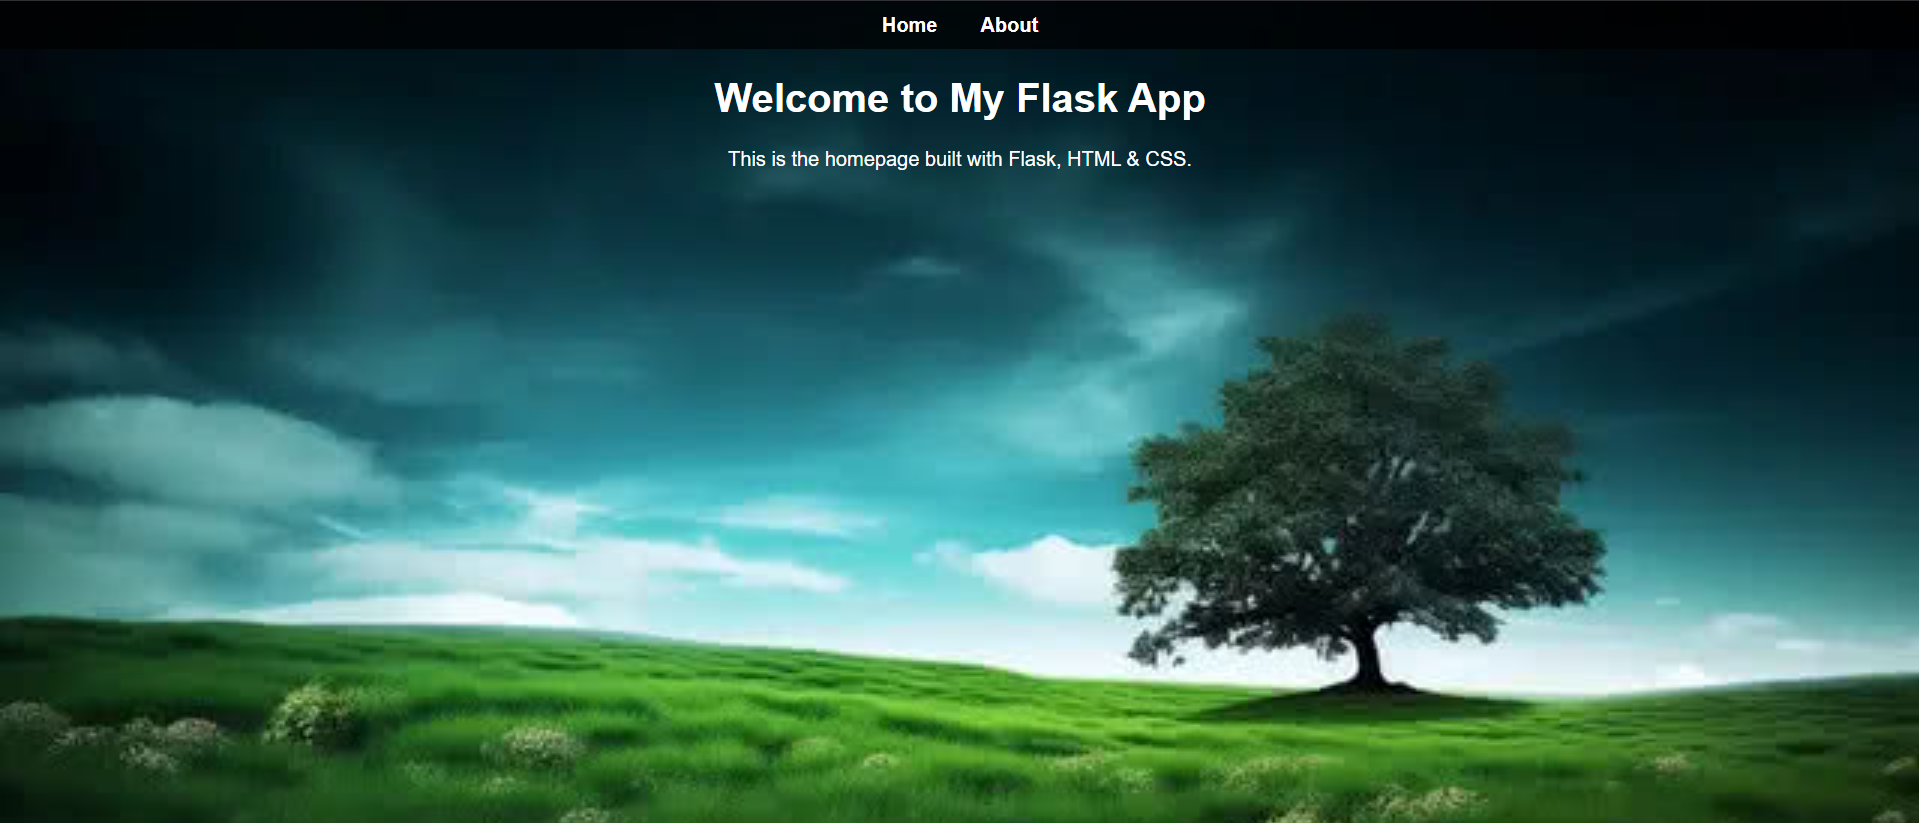 Home About
Welcome to My Flask App
This is the homepage built with Flask, HTML & CSS.